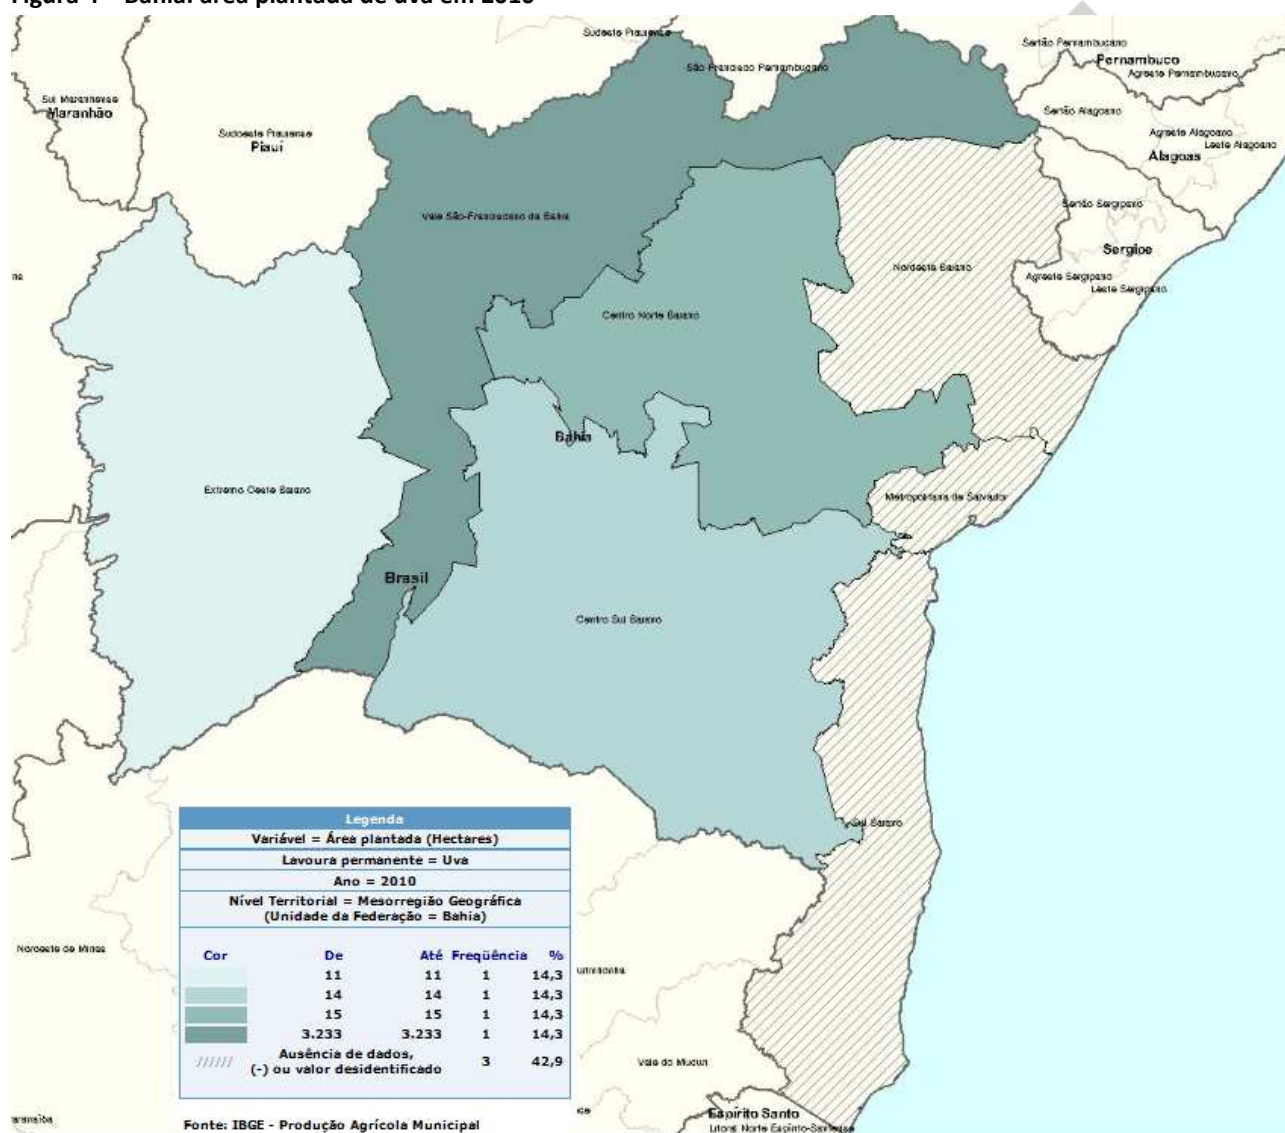 Figura 4 – Bahia: área plantada de uva em 2010
Sudeste Piauiense
São Francisco Pernambucano
Sertão Pernambucano
Pernambuco
Agreste Pernambucano
Sul Maranhense
Maranhão
Sertão Alagoano
Sudoeste Piauiense
Piauí
Agreste Alagoano
Leste Alagoano
Alagoas
Vale São-Franciscano da Bahia
Sertão Sergipano
Sergipe
Nordeste Baiano
Agreste Sergipano
Leste Sergipano
Centro Norte Baiano
Bahia
Extremo Oeste Baiano
Metropolitana de Salvador
Brasil
Centro Sul Baiano
Sul Baiano
Legenda
Variável = Área plantada (Hectares)
Lavoura permanente = Uva
Ano = 2010
Nível Territorial = Mesorregião Geográfica
(Unidade da Federação = Bahia)
Cor De Até Freqüência %
11 11 1 14,3
14 14 1 14,3
15 15 1 14,3
3.233 3.233 1 14,3
Ausência de dados,
(-) ou valor desidentificado 3 42,9
Noroeste de Minas
Vale do Mucuri
Espírito Santo
Litoral Norte Espírito-Santense
Fonte: IBGE - Produção Agrícola Municipal